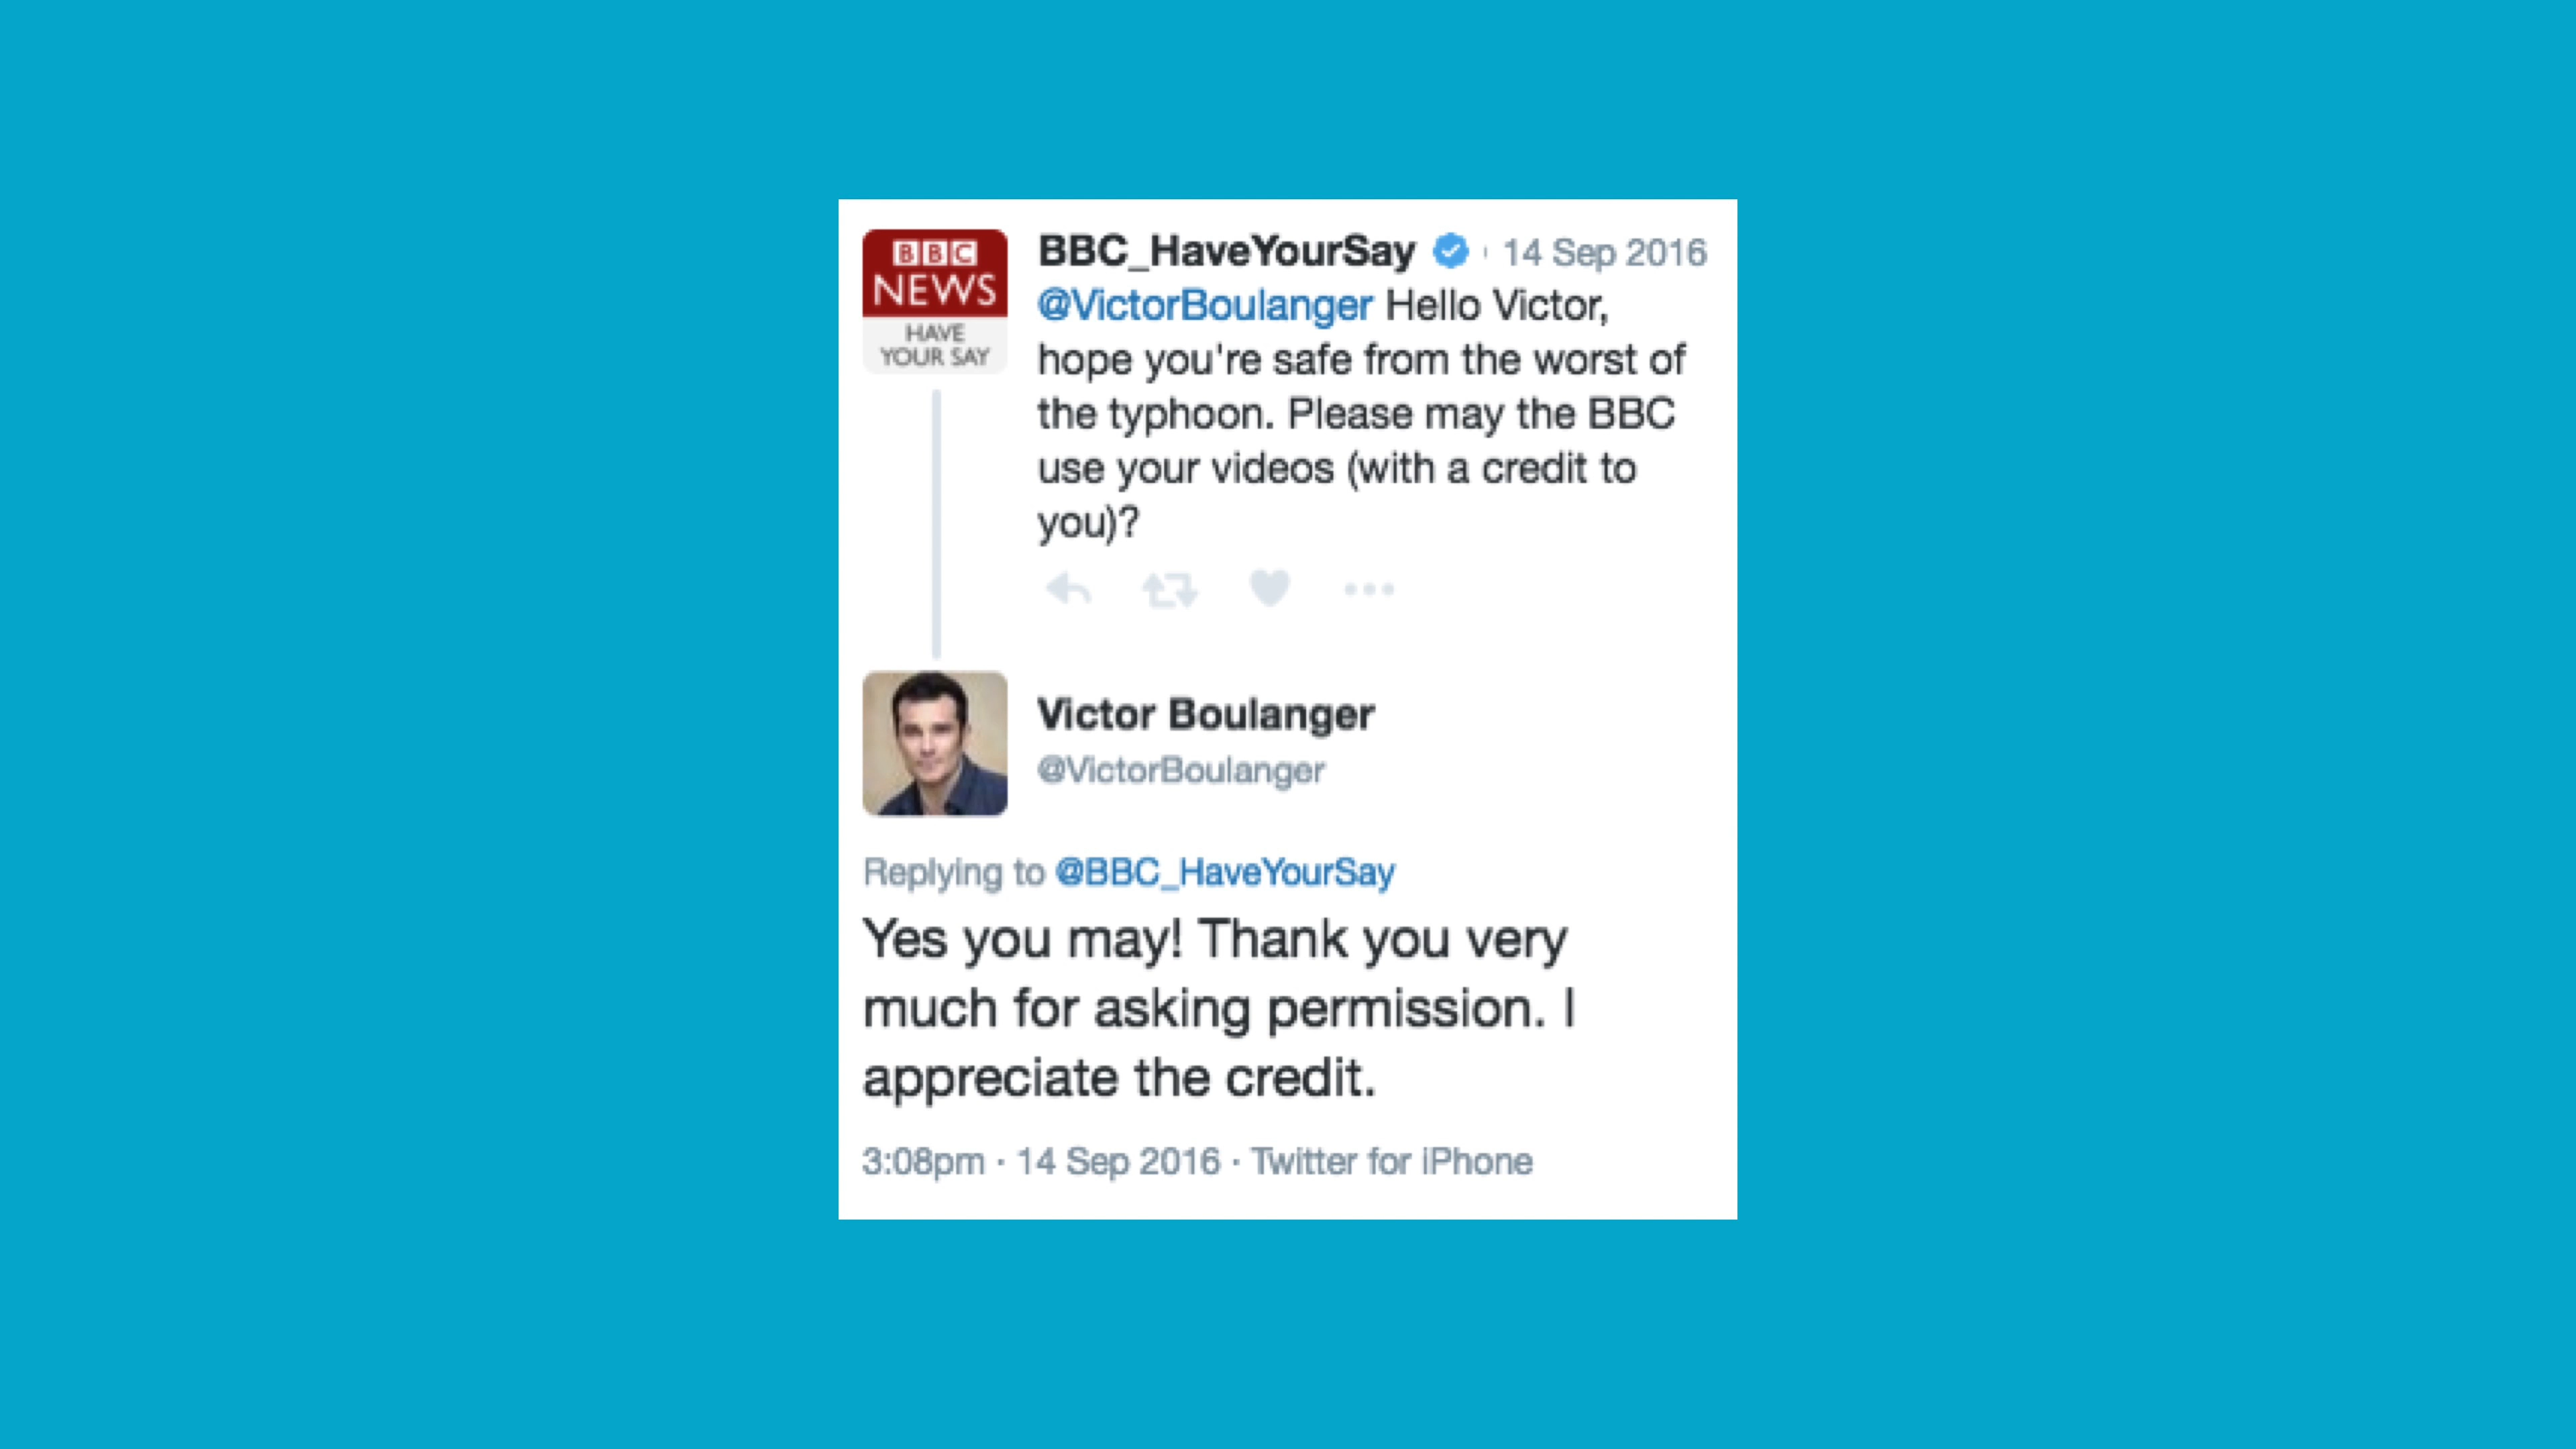 BBC
NEWS
HAVE
YOUR SAY
BBC_HaveYourSay 14 Sep 2016
@VictorBoulanger Hello Victor,
hope you're safe from the worst of
the typhoon. Please may the BBC
use your videos (with a credit to
you)?
Victor Boulanger
@VictorBoulanger
Replying to @BBC_HaveYourSay
Yes you may! Thank you very
much for asking permission. I
appreciate the credit.
3:08pm · 14 Sep 2016 · Twitter for iPhone